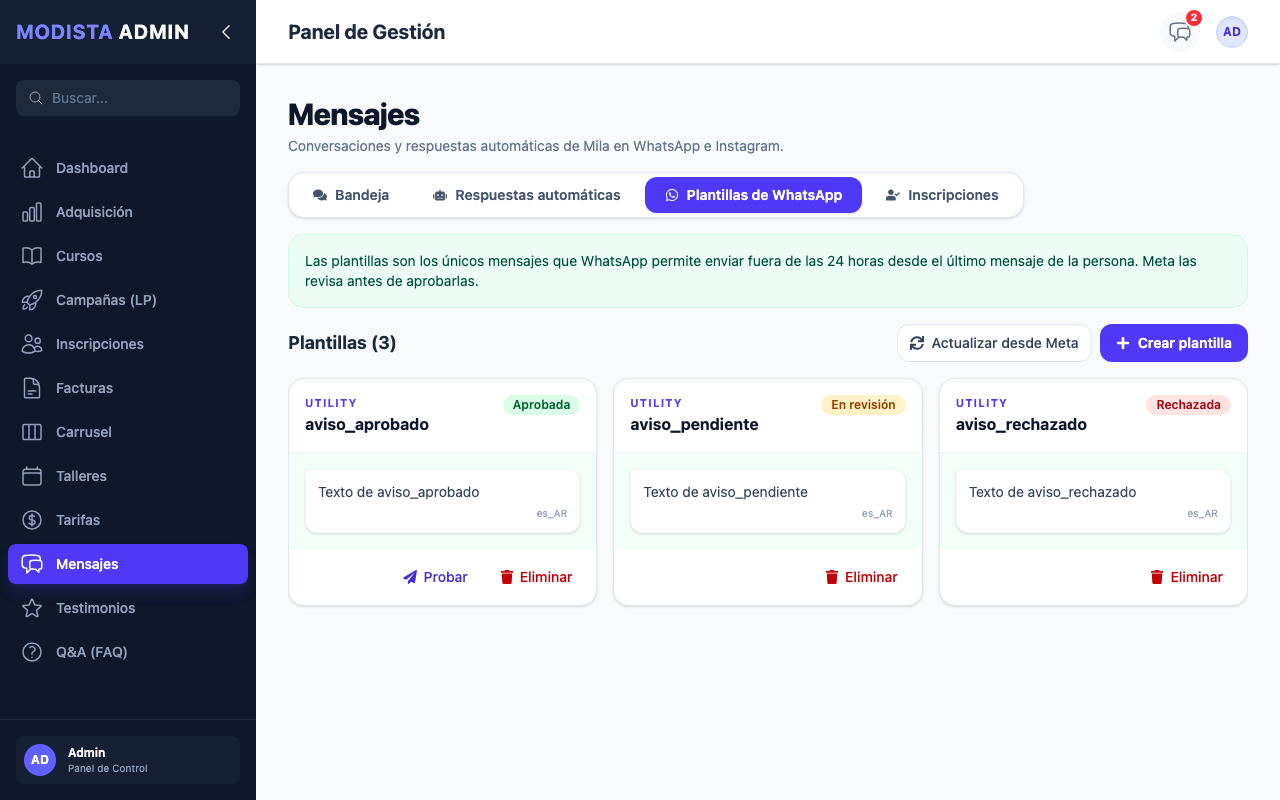 MODISTA ADMIN
Buscar...
Dashboard
Adquisición
Cursos
Campañas (LP)
Inscripciones
Facturas
Carrusel
Talleres
Tarifas
Mensajes
Testimonios
Q&A (FAQ)
AD
Admin
Panel de Control
Panel de Gestión
2
AD
Mensajes
Conversaciones y respuestas automáticas de Mila en WhatsApp e Instagram.
Bandeja
Respuestas automáticas
Plantillas de WhatsApp
Inscripciones
Las plantillas son los únicos mensajes que WhatsApp permite enviar fuera de las 24 horas desde el último mensaje de la persona. Meta las
revisa antes de aprobarlas.
Plantillas (3)
Actualizar desde Meta
Crear plantilla
UTILITY
Aprobada
aviso_aprobado
Texto de aviso_aprobado
es_AR
Probar
Eliminar
UTILITY
En revisión
aviso_pendiente
Texto de aviso_pendiente
es_AR
Eliminar
UTILITY
Rechazada
aviso_rechazado
Texto de aviso_rechazado
es_AR
Eliminar